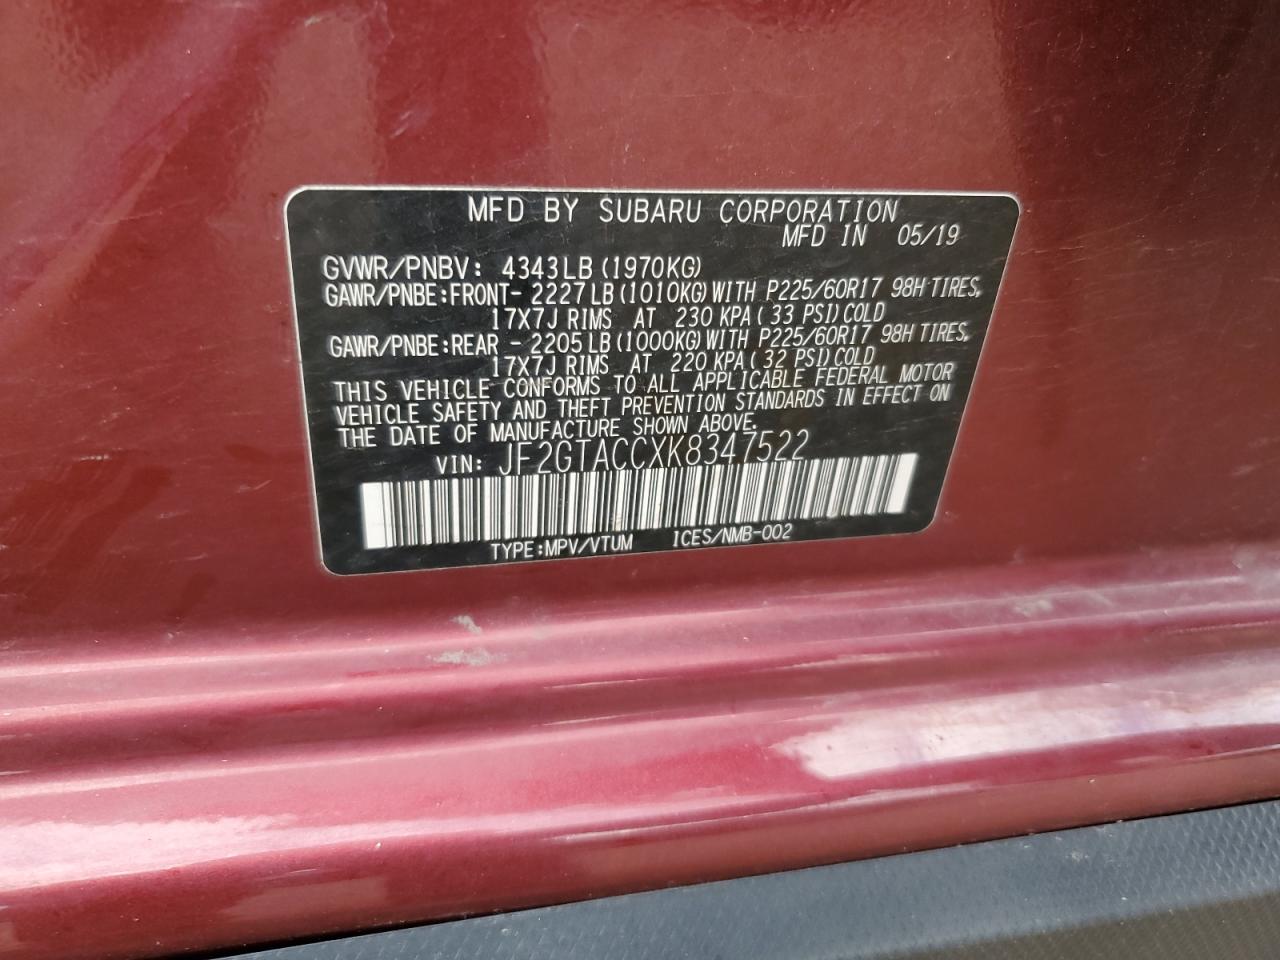 MFD BY SUBARU CORPORATION
MFD IN 05/19
GVWR/PNBV: 4343LB (1970KG)
GAWR/PNBE:FRONT- 2227LB (1010KG) WITH P225/60R17 98H TIRES,
17X7J RIMS AT 230 KPA (33 PSI) COLD
GAWR/PNBE:REAR - 2205LB (1000KG) WITH P225/60R17 98H TIRES,
17X7J RIMS AT 220 KPA (32 PSI) COLD
THIS VEHICLE CONFORMS TO ALL APPLICABLE FEDERAL MOTOR
VEHICLE SAFETY AND THEFT PREVENTION STANDARDS IN EFFECT ON
THE DATE OF MANUFACTURE SHOWN ABOVE.
VIN: JF2GTACCXK8347522
TYPE:MPV/VTUM ICES/NMB-002